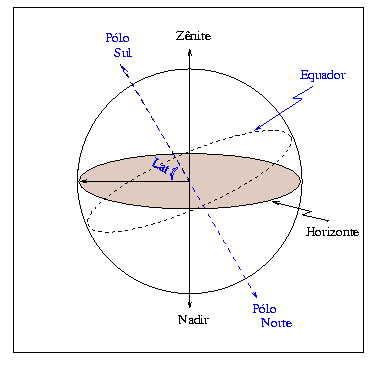 Zênite
Pólo
Sul
Equador
Lat
Horizonte
Nadir
Pólo
Norte